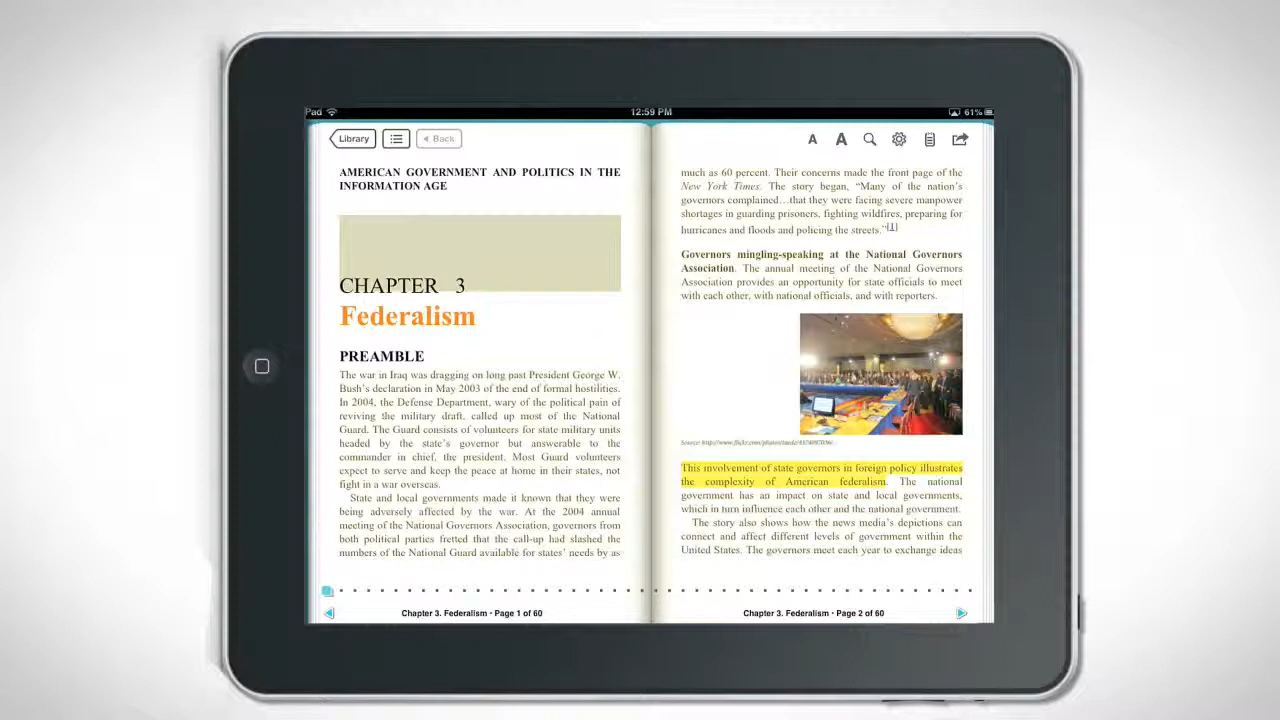 Pad
12:59 PM
61%
Library
Back
A A
AMERICAN GOVERNMENT AND POLITICS IN THE
INFORMATION AGE
CHAPTER 3
Federalism
PREAMBLE
The war in Iraq was dragging on long past President George W.
Bush's declaration in May 2003 of the end of formal hostilities.
In 2004, the Defense Department, wary of the political pain of
reviving the military draft, called up most of the National
Guard. The Guard consists of volunteers for state military units
headed by the state's governor but answerable to the
commander in chief, the president. Most Guard volunteers
expect to serve and keep the peace at home in their states, not
fight in a war overseas.
State and local governments made it known that they were
being adversely affected by the war. At the 2004 annual
meeting of the National Governors Association, governors from
both political parties fretted that the call-up had slashed the
numbers of the National Guard available for states' needs by as
Chapter 3. Federalism • Page 1 of 60
much as 60 percent. Their concerns made the front page of the
New York Times. The story began, “Many of the nation's
governors complained…that they were facing severe manpower
shortages in guarding prisoners, fighting wildfires, preparing for
hurricanes and floods and policing the streets.”[1]
Governors mingling-speaking at the National Governors
Association. The annual meeting of the National Governors
Association provides an opportunity for state officials to meet
with each other, with national officials, and with reporters.
Source: http://www.flickr.com/photos/
This involvement of state governors in foreign policy illustrates
the complexity of American federalism. The national
government has an impact on state and local governments,
which in turn influence each other and the national government.
The story also shows how the news media's depictions can
connect and affect different levels of government within the
United States. The governors meet each year to exchange ideas
Chapter 3. Federalism • Page 2 of 60